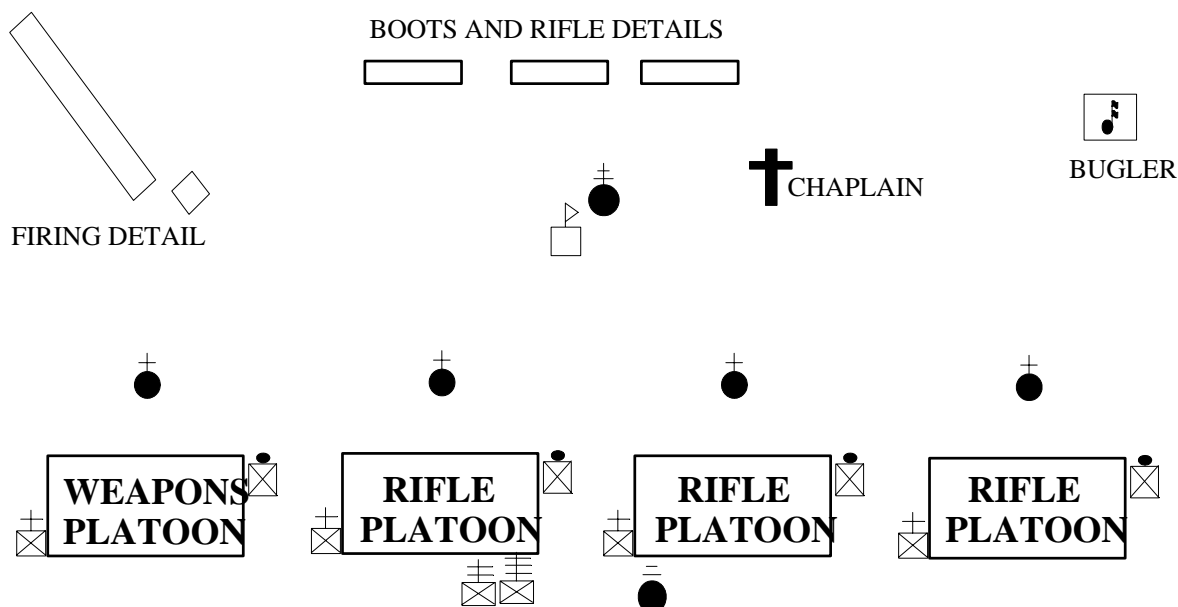 BOOTS AND RIFLE DETAILS
BUGLER
CHAPLAIN
FIRING DETAIL
WEAPONS
PLATOON
RIFLE
PLATOON
RIFLE
PLATOON
RIFLE
PLATOON